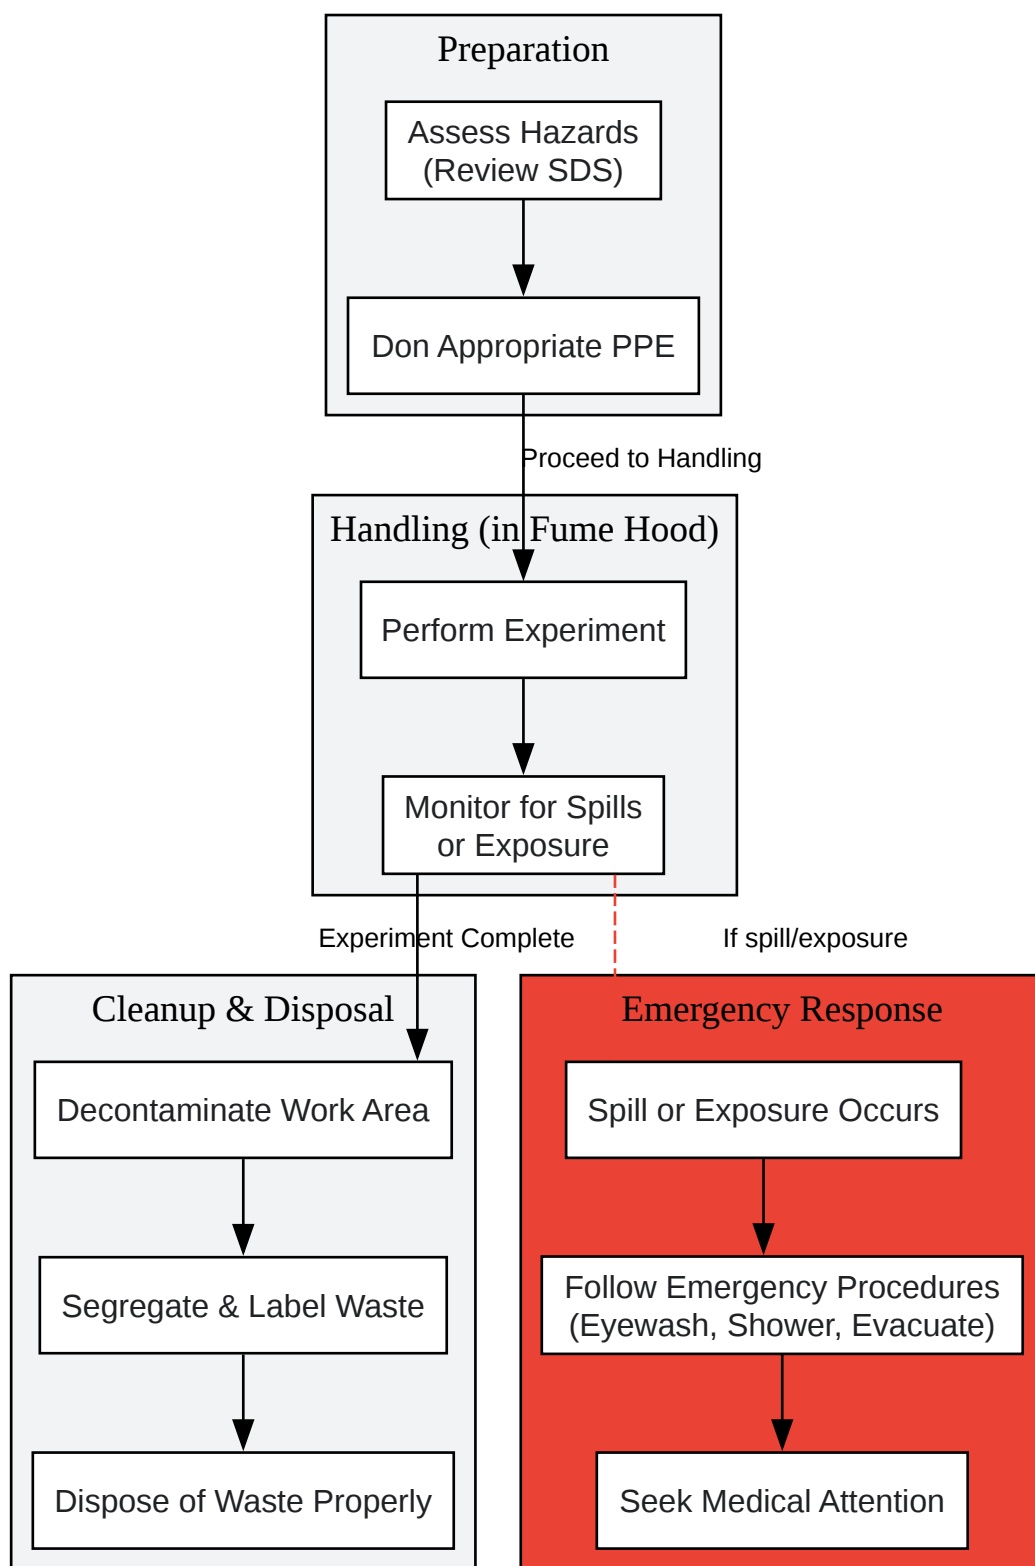 Preparation
Assess Hazards
(Review SDS)
Don Appropriate PPE
Proceed to Handling
Handling (in Fume Hood)
Perform Experiment
Monitor for Spills
or Exposure
Experiment Complete
If spill/exposure
Cleanup & Disposal
Decontaminate Work Area
Segregate & Label Waste
Dispose of Waste Properly
Emergency Response
Spill or Exposure Occurs
Follow Emergency Procedures
(Eyewash, Shower, Evacuate)
Seek Medical Attention